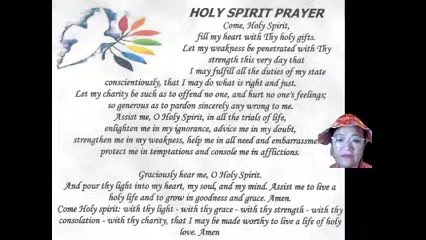 HOLY SPIRIT PRAYER
Come, Holy Spirit,
fill my heart with Thy holy gifts.
Let my weakness be penetrated with Thy
strength this very day that
I may fulfill all the duties of my state
conscientiously, that I may do what is right and just.
Let my charity be such as to offend no one, and hurt no one's feelings;
so generous as to pardon sincerely any wrong to me.
Assist me, O Holy Spirit, in all the trials of life,
enlighten me in my ignorance, advice me in my doubt,
strengthen me in my weakness, help me in all need and embarrassment
protect me in temptations and console me in afflictions.
Graciously hear me, O Holy Spirit.
And pour thy light into my heart, my soul, and my mind. Assist me to live a
holy life and to grow in goodness and grace. Amen.
Come Holy spirit: with thy light - with thy grace - with thy strength - with thy
consolation - with thy charity, that I may be made worthy to live a life of holy
love. Amen